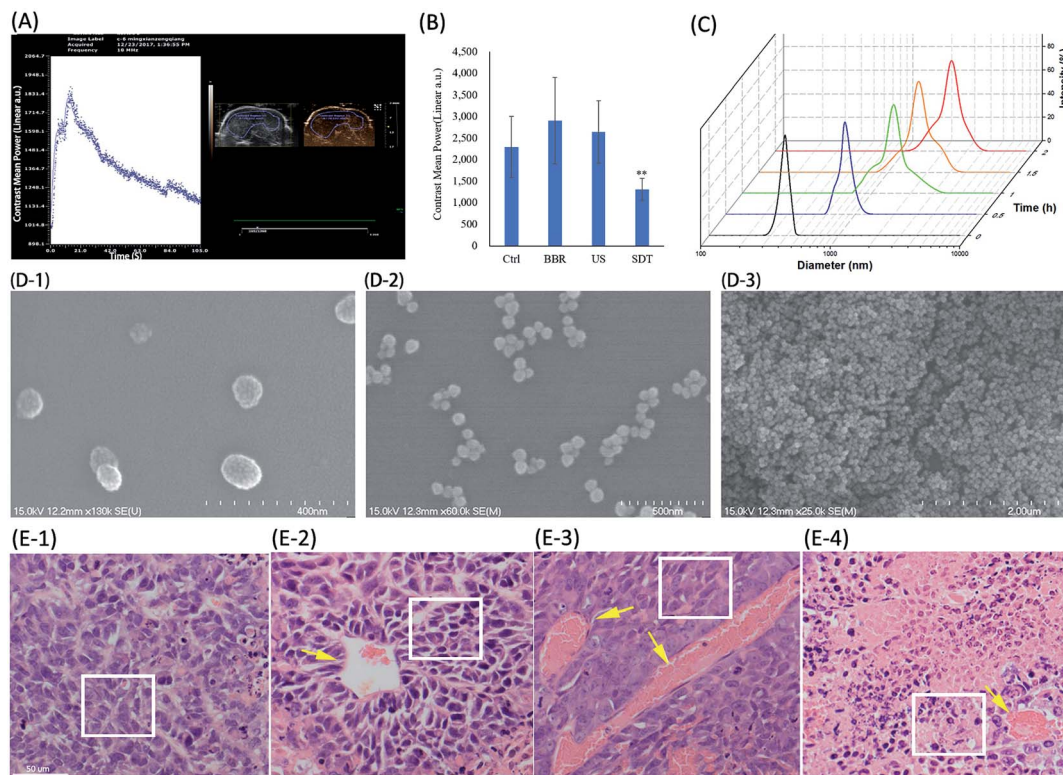 (A)
Image Label c-6 mingxianzengqiang
Acquired 12/23/2017, 1:36:55 PM
Frequency 18 MHz
Contrast Mean Power (Linear a.u.)
2064.7
1948.1
1831.4
1714.7
1598.1
1481.4
1364.7
1248.1
1131.4
1014.8
898.1
0.0 21.0 42.0 63.0 84.0 105.0
Time (S)
(B)
Contrast Mean Power(Linear a.u.)
4,500
4,000
3,500
3,000
2,500
2,000
1,500
1,000
500
0
**
Ctrl BBR US SDT
(C)
Intensity (%)
80
60
40
20
0
2
1.5
1
0.5
0
Time (h)
100 1000 10000
Diameter (nm)
(D-1)
15.0kV 12.2mm x130k SE(U) 400nm
(D-2)
15.0kV 12.3mm x60.0k SE(M) 500nm
(D-3)
15.0kV 12.3mm x25.0k SE(M) 2.00um
(E-1)
50 um
(E-2)
(E-3)
(E-4)